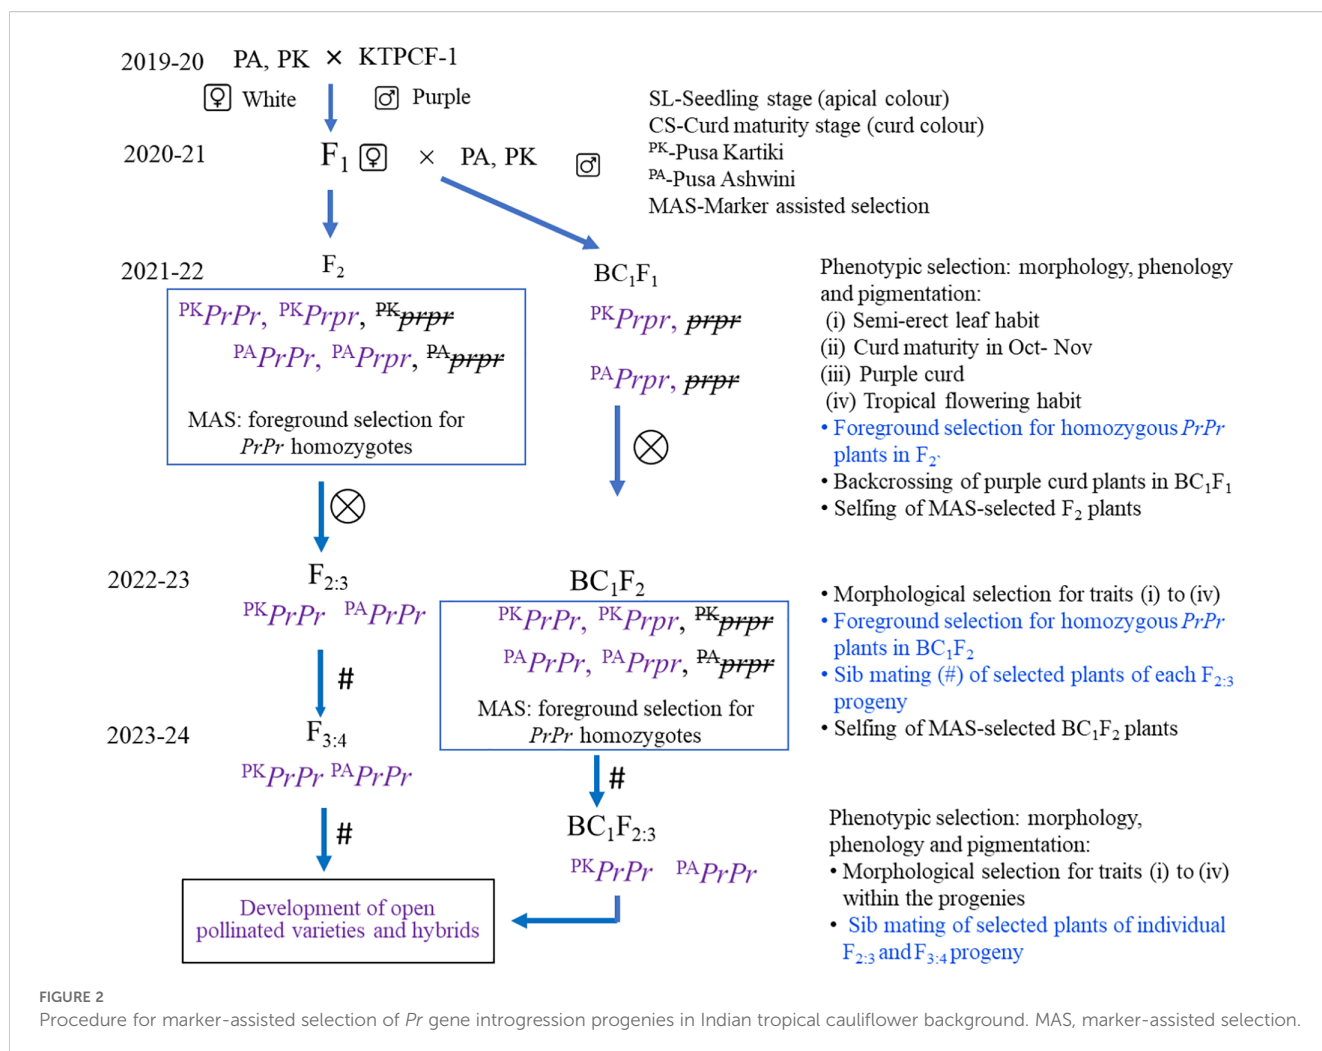 2019-20 PA, PK × KTPCF-1
♀ White ♂ Purple
SL-Seedling stage (apical colour)
CS-Curd maturity stage (curd colour)
PK-Pusa Kartiki
PA-Pusa Ashwini
MAS-Marker assisted selection
2020-21 F1 ♀ × PA, PK ♂
2021-22 F2
PKPrPr, PKPrpr, PKprpr
PAPrPr, PAPrpr, PAprpr
MAS: foreground selection for
PrPr homozygotes
BC1F1
PKPrpr, prpr
PAPrpr, prpr
Phenotypic selection: morphology, phenology
and pigmentation:
(i) Semi-erect leaf habit
(ii) Curd maturity in Oct- Nov
(iii) Purple curd
(iv) Tropical flowering habit
• Foreground selection for homozygous PrPr
plants in F2`
• Backcrossing of purple curd plants in BC1F1
• Selfing of MAS-selected F2 plants
2022-23 F2:3
PKPrPr PAPrPr
#
BC1F2
PKPrPr, PKPrpr, PKprpr
PAPrPr, PAPrpr, PAprpr
MAS: foreground selection for
PrPr homozygotes
• Morphological selection for traits (i) to (iv)
• Foreground selection for homozygous PrPr
plants in BC1F2
• Sib mating (#) of selected plants of each F2:3
progeny
• Selfing of MAS-selected BC1F2 plants
2023-24 F3:4
PKPrPr PAPrPr
#
#
BC1F2:3
PKPrPr PAPrPr
Development of open
pollinated varieties and hybrids
Phenotypic selection: morphology,
phenology and pigmentation:
• Morphological selection for traits (i) to (iv)
within the progenies
• Sib mating of selected plants of individual
F2:3 and F3:4 progeny
FIGURE 2
Procedure for marker-assisted selection of Pr gene introgression progenies in Indian tropical cauliflower background. MAS, marker-assisted selection.